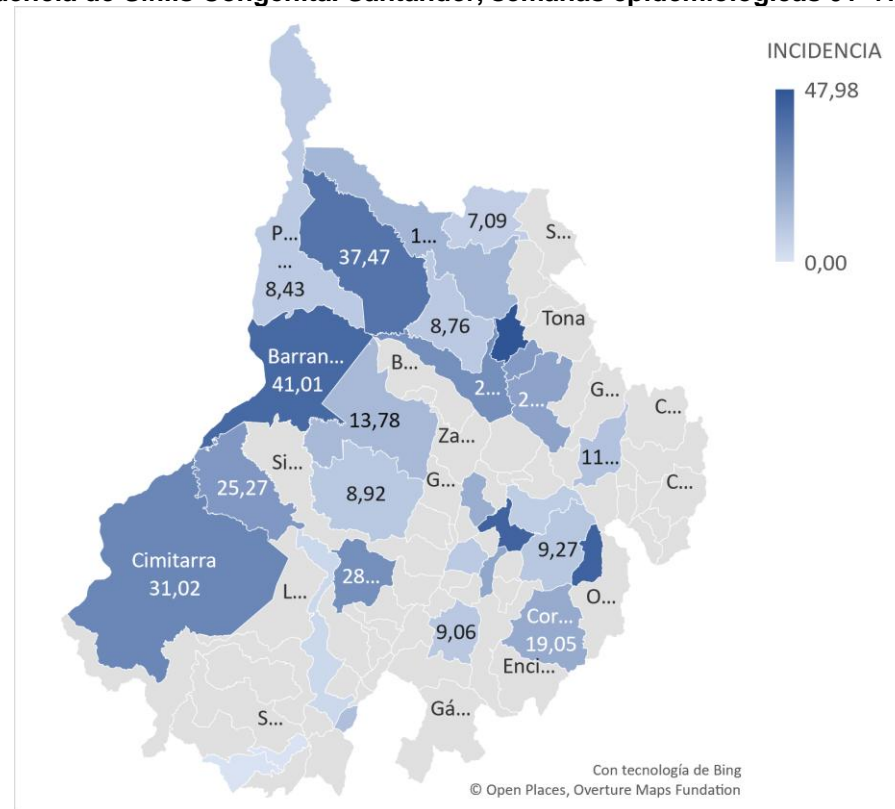 INCIDENCIA
47,98
0,00
7,09
S...
P...
...
8,43
37,47
1...
8,76
Tona
Barran...
41,01
B...
2...
2...
G...
C...
13,78
Za...
11...
Si...
25,27
8,92
G...
C...
Cimitarra
31,02
28...
9,27
L...
O...
9,06
Cor...
19,05
Enci...
S...
Gá...
Con tecnología de Bing
© Open Places, Overture Maps Fundation